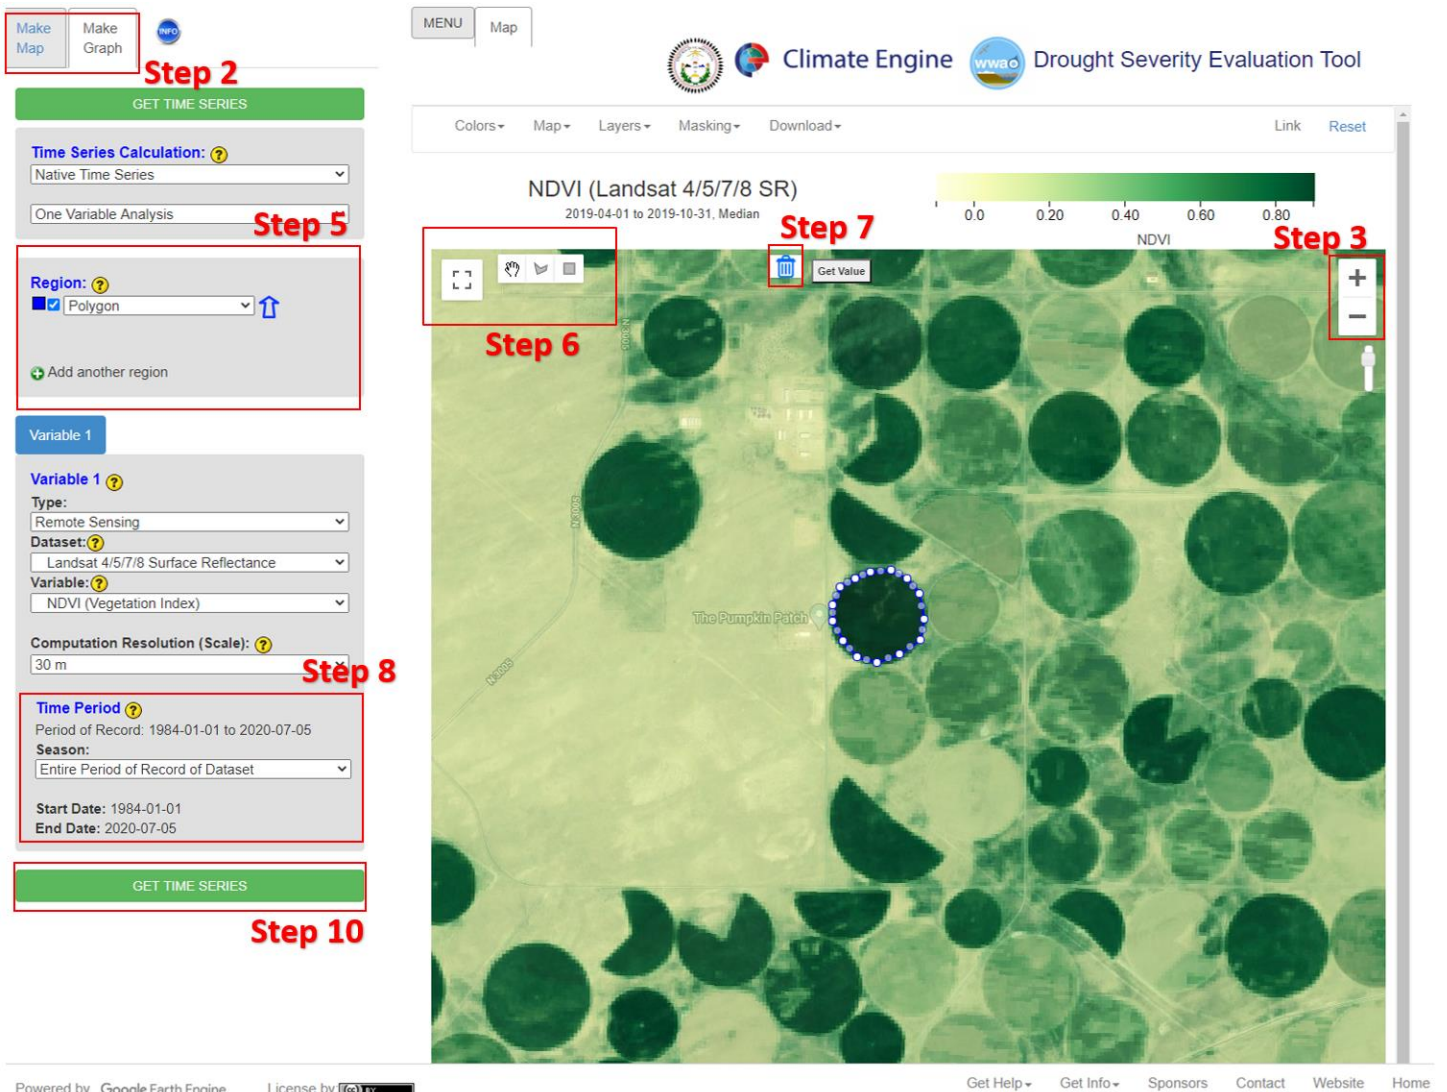 Make
Map
Make
Graph
INFO
Step 2
GET TIME SERIES
Time Series Calculation: ?
Native Time Series
One Variable Analysis
Step 5
Region: ?
Polygon
Add another region
Variable 1
Variable 1 ?
Type:
Remote Sensing
Dataset: ?
Landsat 4/5/7/8 Surface Reflectance
Variable: ?
NDVI (Vegetation Index)
Computation Resolution (Scale): ?
30 m
Step 8
Time Period ?
Period of Record: 1984-01-01 to 2020-07-05
Season:
Entire Period of Record of Dataset
Start Date: 1984-01-01
End Date: 2020-07-05
GET TIME SERIES
Step 10
MENU
Map
Climate Engine
wwao
Drought Severity Evaluation Tool
Colors
Map
Layers
Masking
Download
Link
Reset
NDVI (Landsat 4/5/7/8 SR)
2019-04-01 to 2019-10-31, Median
0.0 0.20 0.40 0.60 0.80
NDVI
Step 7
Step 3
Get Value
+
−
Step 6
N 3005
N 3005
The Pumpkin Patch
N 3005
Powered by Google Earth Engine
License by (cc) BY
Get Help
Get Info
Sponsors
Contact
Website
Home